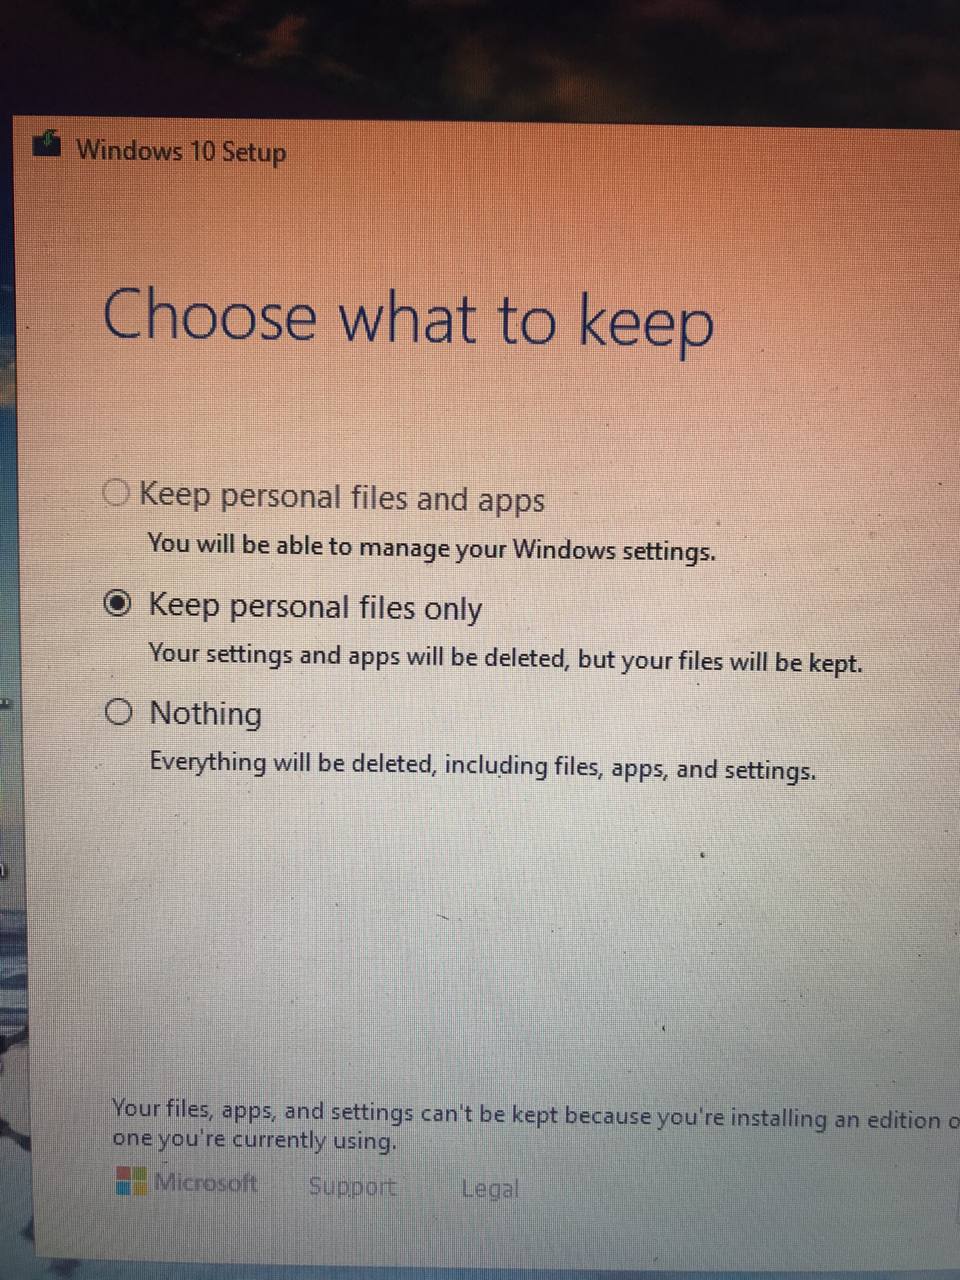 Windows 10 Setup
Choose what to keep
Keep personal files and apps
You will be able to manage your Windows settings.
Keep personal files only
Your settings and apps will be deleted, but your files will be kept.
Nothing
Everything will be deleted, including files, apps, and settings.
Your files, apps, and settings can't be kept because you're installing an edition
one you're currently using.
Microsoft Support Legal